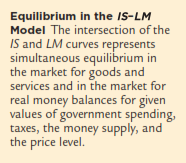 Equilibrium in the IS–LM
Model The intersection of the
IS and LM curves represents
simultaneous equilibrium in
the market for goods and
services and in the market for
real money balances for given
values of government spending,
taxes, the money supply, and
the price level.